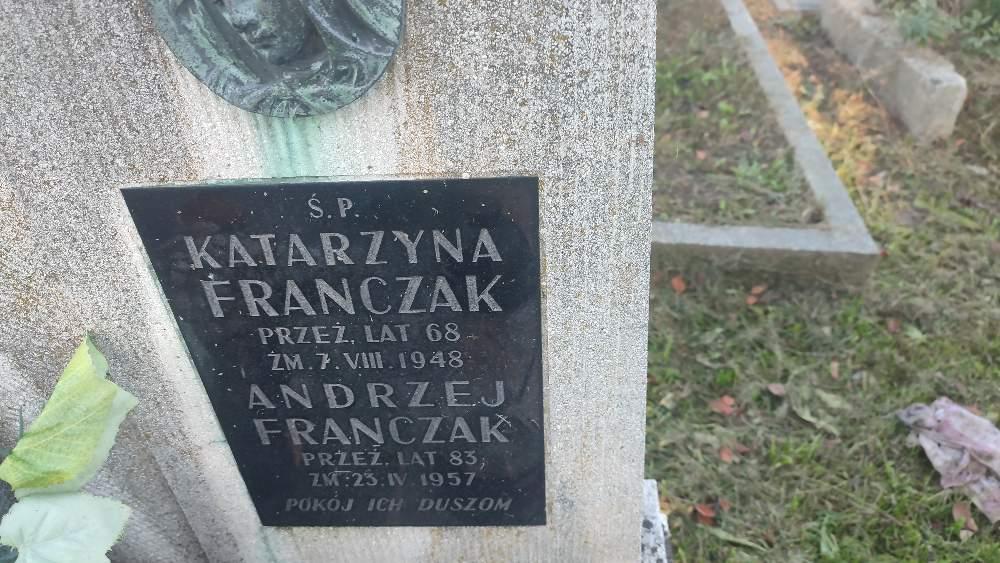 Ś.P.
KATARZYNA
FRANCZAK
PRZEŻ. LAT 68
ZM. 7. VIII. 1948
ANDRZEJ
FRANCZAK
PRZEŻ. LAT 83
ZM. 23. IV 1957
POKÓJ ICH DUSZOM